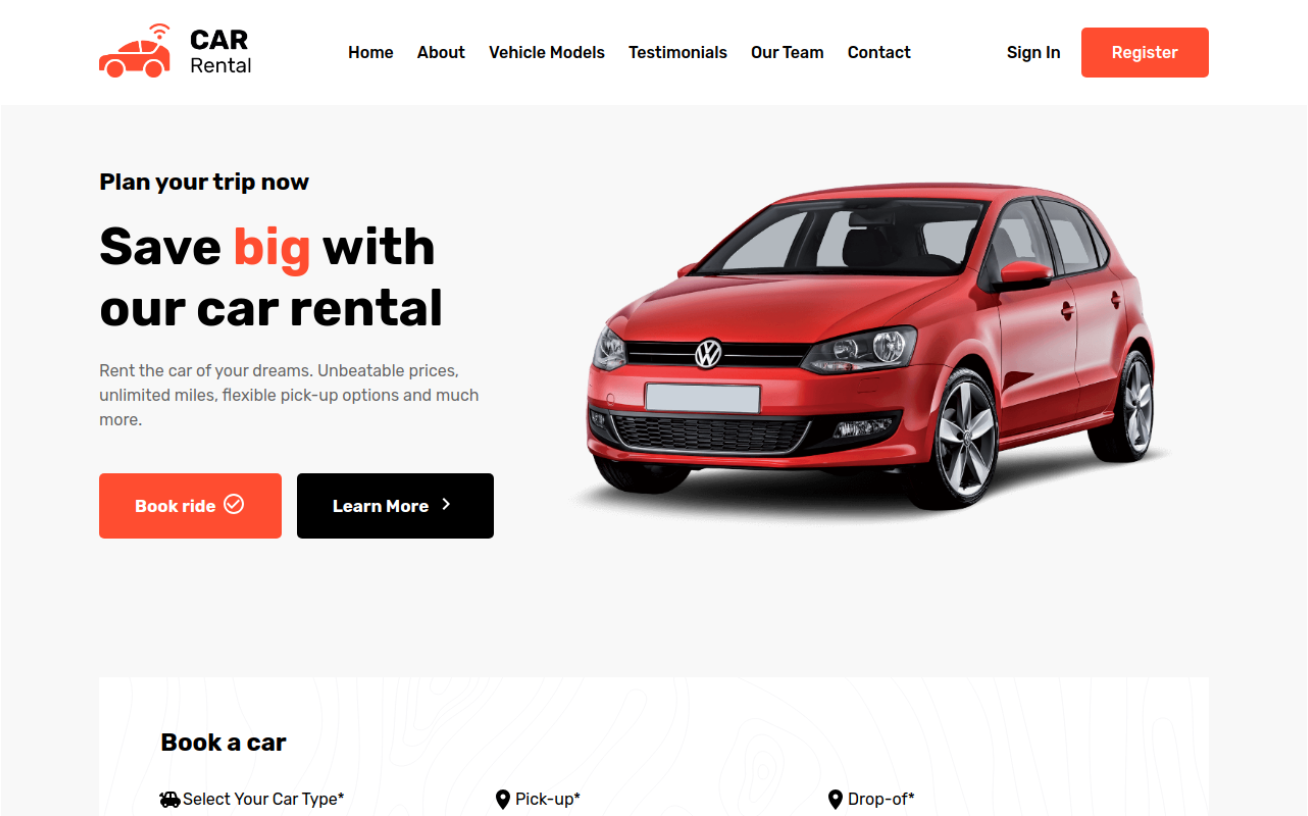 CAR
Rental
Home About Vehicle Models Testimonials Our Team Contact Sign In Register
Plan your trip now
Save big with
our car rental
Rent the car of your dreams. Unbeatable prices,
unlimited miles, flexible pick-up options and much
more.
Book ride Learn More
Book a car
Select Your Car Type* Pick-up* Drop-of*